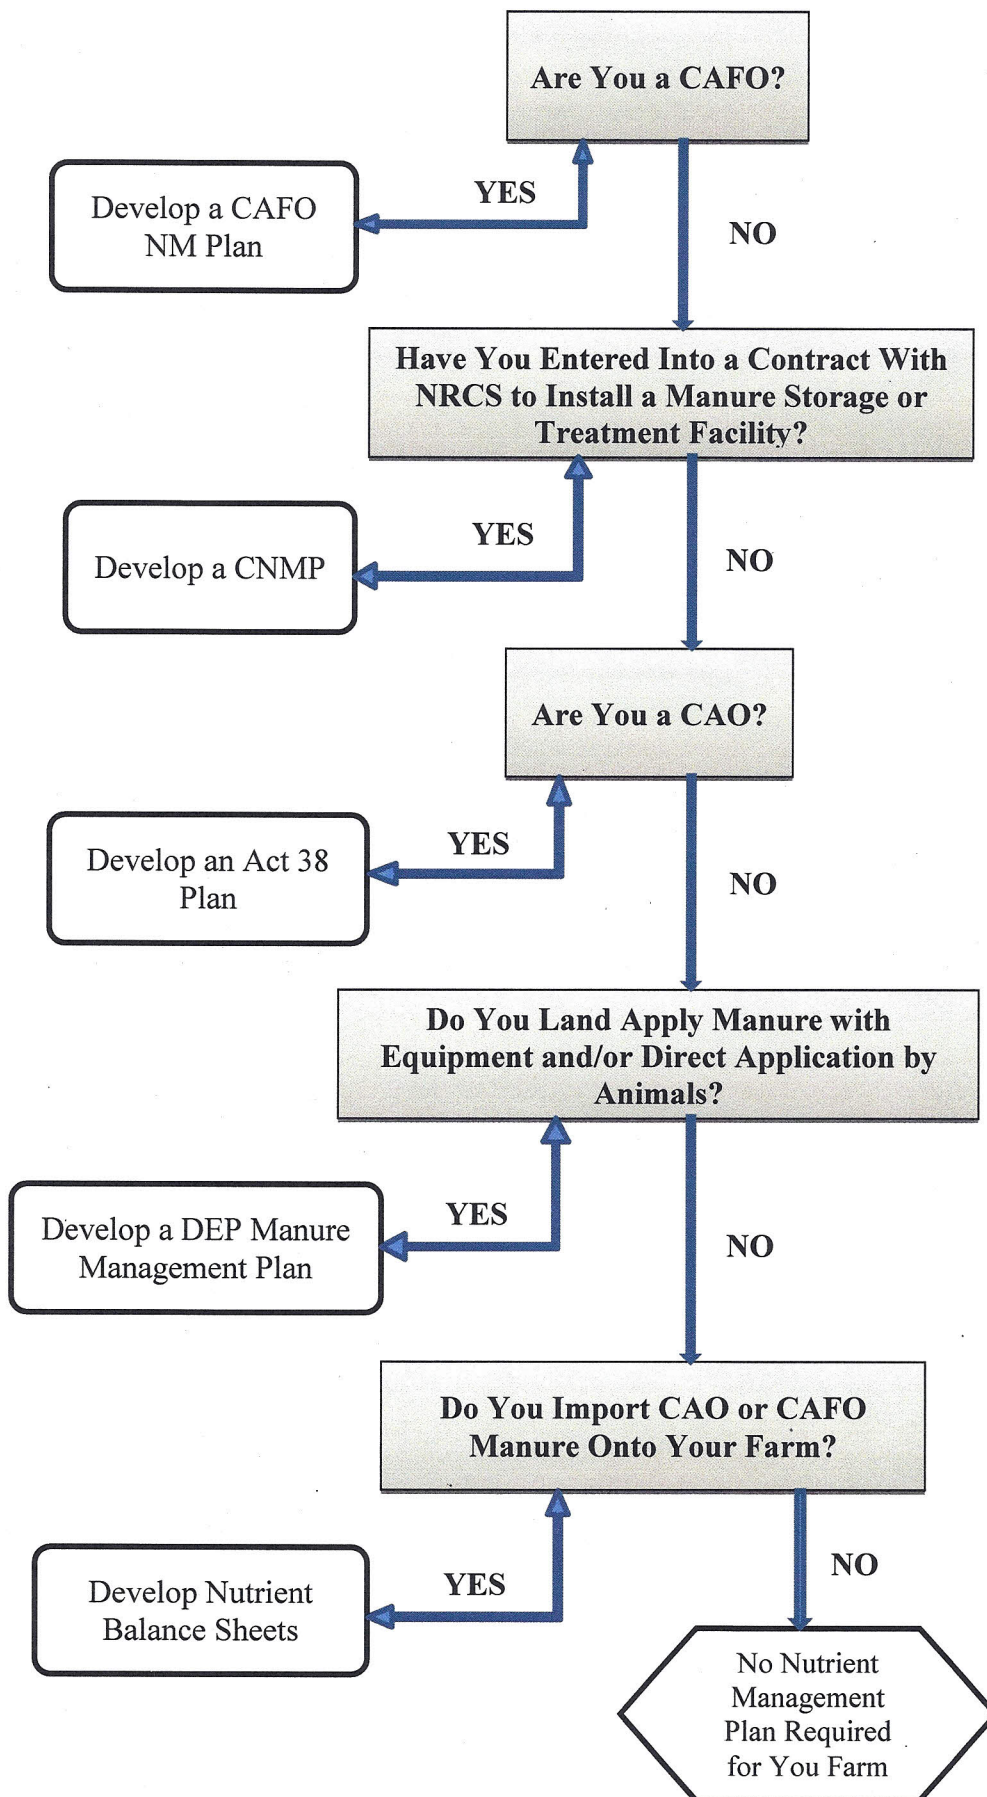 Are You a CAFO?
YES
Develop a CAFO
NM Plan
NO
Have You Entered Into a Contract With
NRCS to Install a Manure Storage or
Treatment Facility?
YES
Develop a CNMP
NO
Are You a CAO?
YES
Develop an Act 38
Plan
NO
Do You Land Apply Manure with
Equipment and/or Direct Application by
Animals?
YES
Develop a DEP Manure
Management Plan
NO
Do You Import CAO or CAFO
Manure Onto Your Farm?
YES
Develop Nutrient
Balance Sheets
NO
No Nutrient
Management
Plan Required
for You Farm